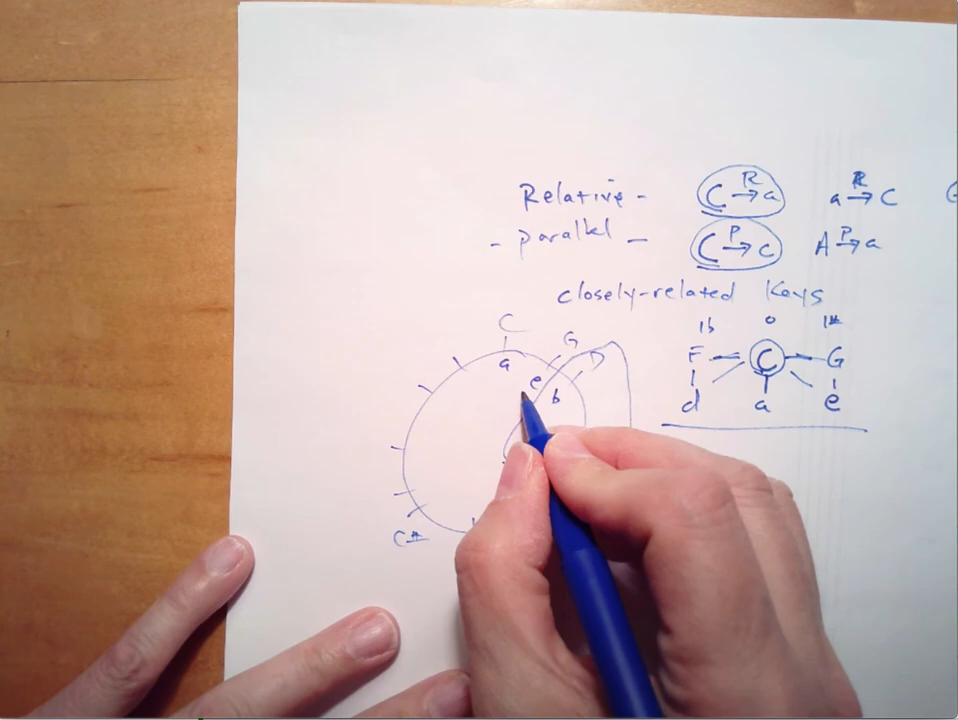 Relative - C R→ a a R→ C
- parallel - C P→ c A P→ a
closely-related Keys
1b 0 1#
F C G
d a e
C
G
D
a
e
b
C#